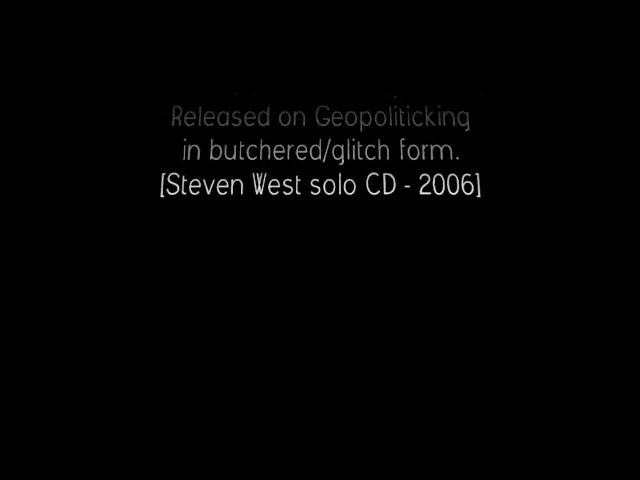 Released on Geopoliticking
in butchered/glitch form.
[Steven West solo CD - 2006]